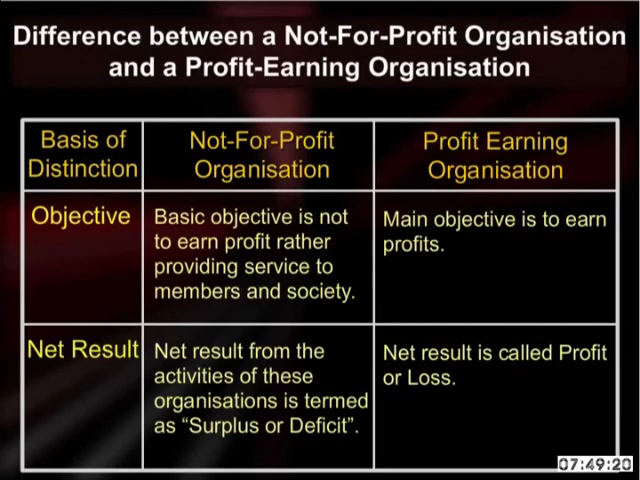 Difference between a Not-For-Profit Organisation
and a Profit-Earning Organisation
Basis of
Distinction
Not-For-Profit
Organisation
Profit Earning
Organisation
Objective
Basic objective is not
to earn profit rather
providing service to
members and society.
Main objective is to earn
profits.
Net Result
Net result from the
activities of these
organisations is termed
as “Surplus or Deficit”.
Net result is called Profit
or Loss.
07:49:20